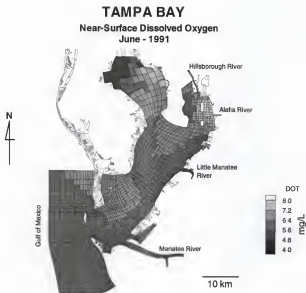 TAMPA BAY
Near-Surface Dissolved Oxygen
June - 1991
Hillsborough River
Alafia River
N
Little Manatee
River
Gulf of Mexico
Manatee River
DOT
8.0
7.2
6.4
5.6
4.8
4.0
mg/L
10 km